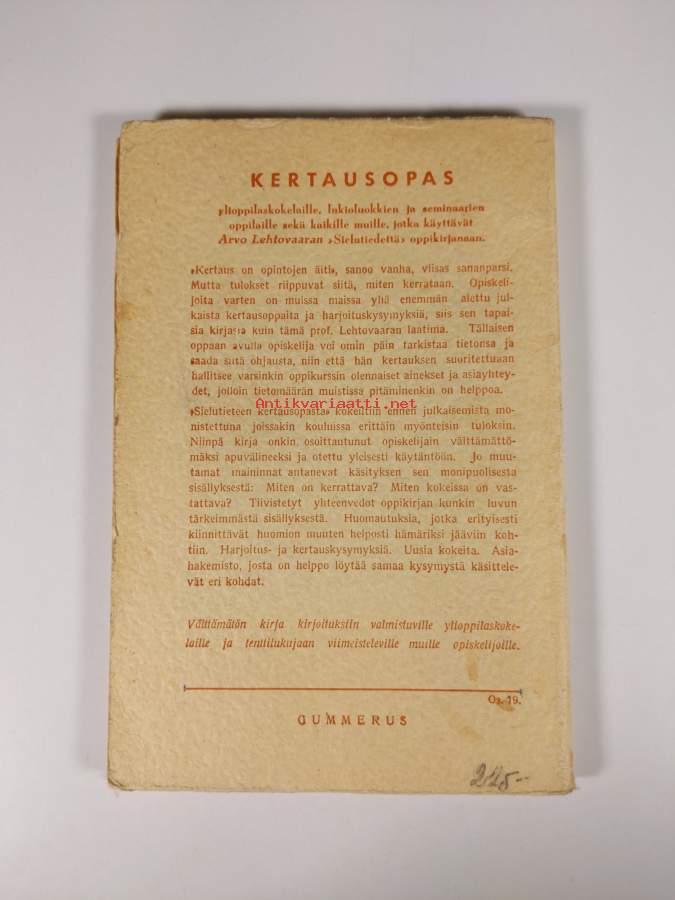 KERTAUSOPAS
ylioppilaskokelaille, lukioluokkien ja seminaarien
oppilaille sekä kaikille muille, jotka käyttävät
Arvo Lehtovaaran »Sielutiedettä» oppikirjanaan.
»Kertaus on opintojen äiti», sanoo vanha, viisas sananparsi.
Mutta tulokset riippuvat siitä, miten kerrataan. Opiskeli-
joita varten on muissa maissa yhä enemmän alettu jul-
kaista kertausoppaita ja harjoituskysymyksiä, siis sen tapai-
sia kirjasia kuin tämä prof. Lehtovaaran laatima. Tällaisen
oppaan avulla opiskelija voi omin päin tarkistaa tietonsa ja
saada siitä ohjausta, niin että hän kertauksen suoritettuaan
hallitsee varsinkin oppikurssin olennaiset ainekset ja asiayhtey-
det, jolloin tietomäärän muistissa pitäminenkin on helppoa.
Antikvariaatti.net
»Sielutieteen kertausopasta» kokeiltiin ennen julkaisemista mo-
nistettuna joissakin kouluissa erittäin myönteisin tuloksin.
Niinpä kirja onkin osoittautunut opiskelijain välttämättö-
mäksi apuvälineeksi ja otettu yleisesti käytäntöön. Jo muu-
tamat maininnat antanevat käsityksen sen monipuolisesta
sisällyksestä: Miten on kerrattava? Miten kokeissa on vas-
tattava? Tiivistetyt yhteenvedot oppikirjan kunkin luvun
tärkeimmästä sisällyksestä. Huomautuksia, jotka erityisesti
kiinnittävät huomion muuten helposti hämäriksi jääviin koh-
tiin. Harjoitus- ja kertauskysymyksiä. Uusia kokeita. Asia-
hakemisto, josta on helppo löytää samaa kysymystä käsittele-
vät eri kohdat.
Välttämätön kirja kirjoituksiin valmistuville ylioppilaskoke-
laille ja tenttilukujaan viimeisteleville muille opiskelijoille.
Os. 79.
GUMMERUS
225-